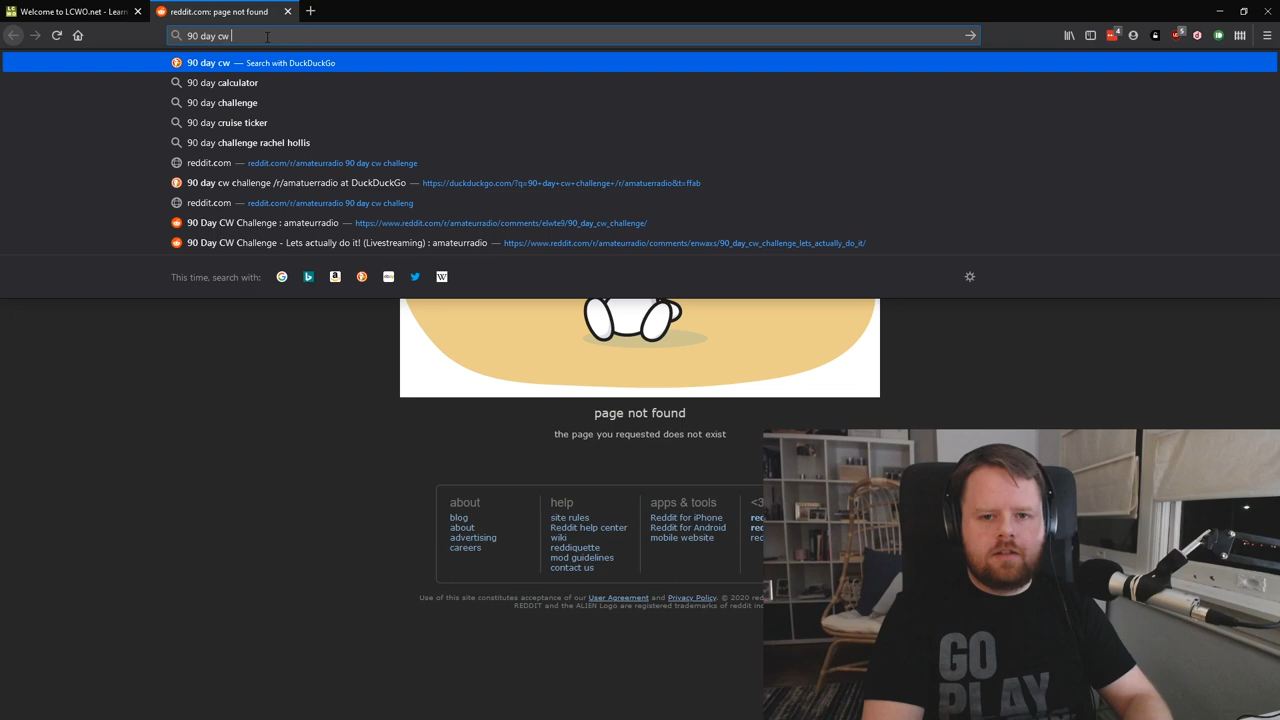 Welcome to LCWO.net - Learn
reddit.com: page not found
90 day cw
4
5
90 day cw — Search with DuckDuckGo
90 day calculator
90 day challenge
90 day cruise ticker
90 day challenge rachel hollis
reddit.com — reddit.com/r/amateurradio 90 day cw challenge
90 day cw challenge /r/amatuerradio at DuckDuckGo — https://duckduckgo.com/?q=90+day+cw+challenge+/r/amatuerradio&t=ffab
reddit.com — reddit.com/r/amateurradio 90 day cw challeng
90 Day CW Challenge : amateurradio — https://www.reddit.com/r/amateurradio/comments/elwte9/90_day_cw_challenge/
90 Day CW Challenge - Lets actually do it! (Livestreaming) : amateurradio — https://www.reddit.com/r/amateurradio/comments/enwaxs/90_day_cw_challenge_lets_actually_do_it/
This time, search with:
page not found
the page you requested does not exist
about
blog
about
advertising
careers
help
site rules
Reddit help center
wiki
reddiquette
mod guidelines
contact us
apps & tools
Reddit for iPhone
Reddit for Android
mobile website
<3
Use of this site constitutes acceptance of our User Agreement and Privacy Policy. © 2020
REDDIT and the ALIEN Logo are registered trademarks of reddit
GO
PLAY